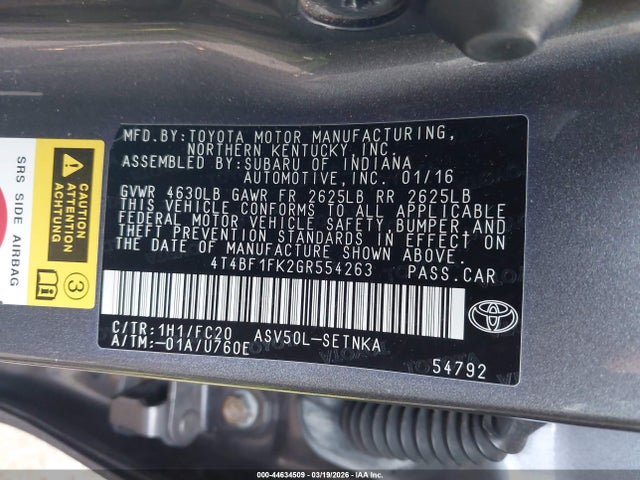 MFD.BY:TOYOTA MOTOR MANUFACTURING,
NORTHERN KENTUCKY, INC.
ASSEMBLED BY:SUBARU OF INDIANA
AUTOMOTIVE, INC. 01/16
GVWR 4630LB GAWR FR 2625LB RR 2625LB
THIS VEHICLE CONFORMS TO ALL APPLICABLE
FEDERAL MOTOR VEHICLE SAFETY,BUMPER,AND
THEFT PREVENTION STANDARDS IN EFFECT ON
THE DATE OF MANUFACTURE SHOWN ABOVE.
4T4BF1FK2GR554263 PASS.CAR
C/TR:1H1/FC20 ASV50L-SETNKA
A/TM:-01A/U760E
54792
SRS SIDE AIRBAG
CAUTION
ATTENTION
ACHTUNG
3
000-44634509 - 03/19/2026 - IAA Inc.